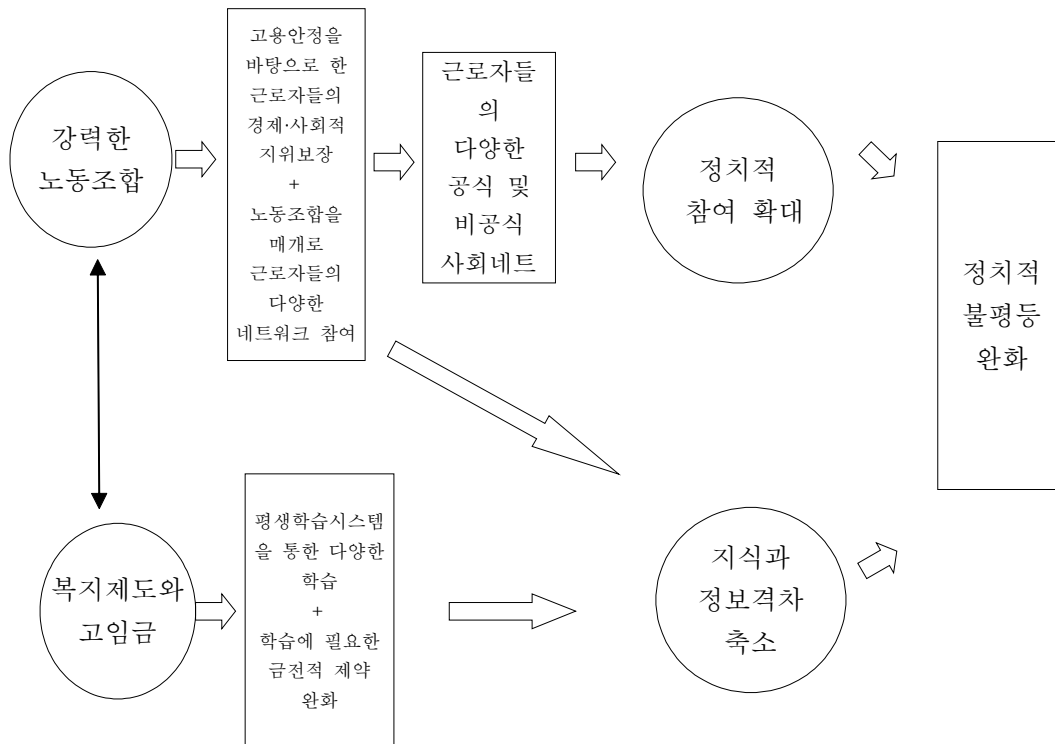 강력한
노동조합
고용안정을
바탕으로 한
근로자들의
경제·사회적
지위보장
+
노동조합을
매개로
근로자들의
다양한
네트워크 참여
근로자들
의
다양한
공식 및
비공식
사회네트
정치적
참여 확대
정치적
불평등
완화
복지제도와
고임금
평생학습시스템
을 통한 다양한
학습
+
학습에 필요한
금전적 제약
완화
지식과
정보격차
축소